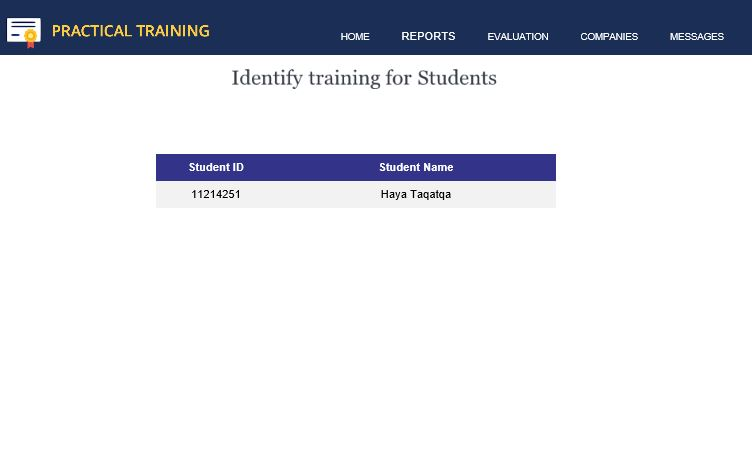 PRACTICAL TRAINING HOME REPORTS EVALUATION COMPANIES MESSAGES
Identify training for Students
Student ID Student Name
11214251 Haya Taqatqa